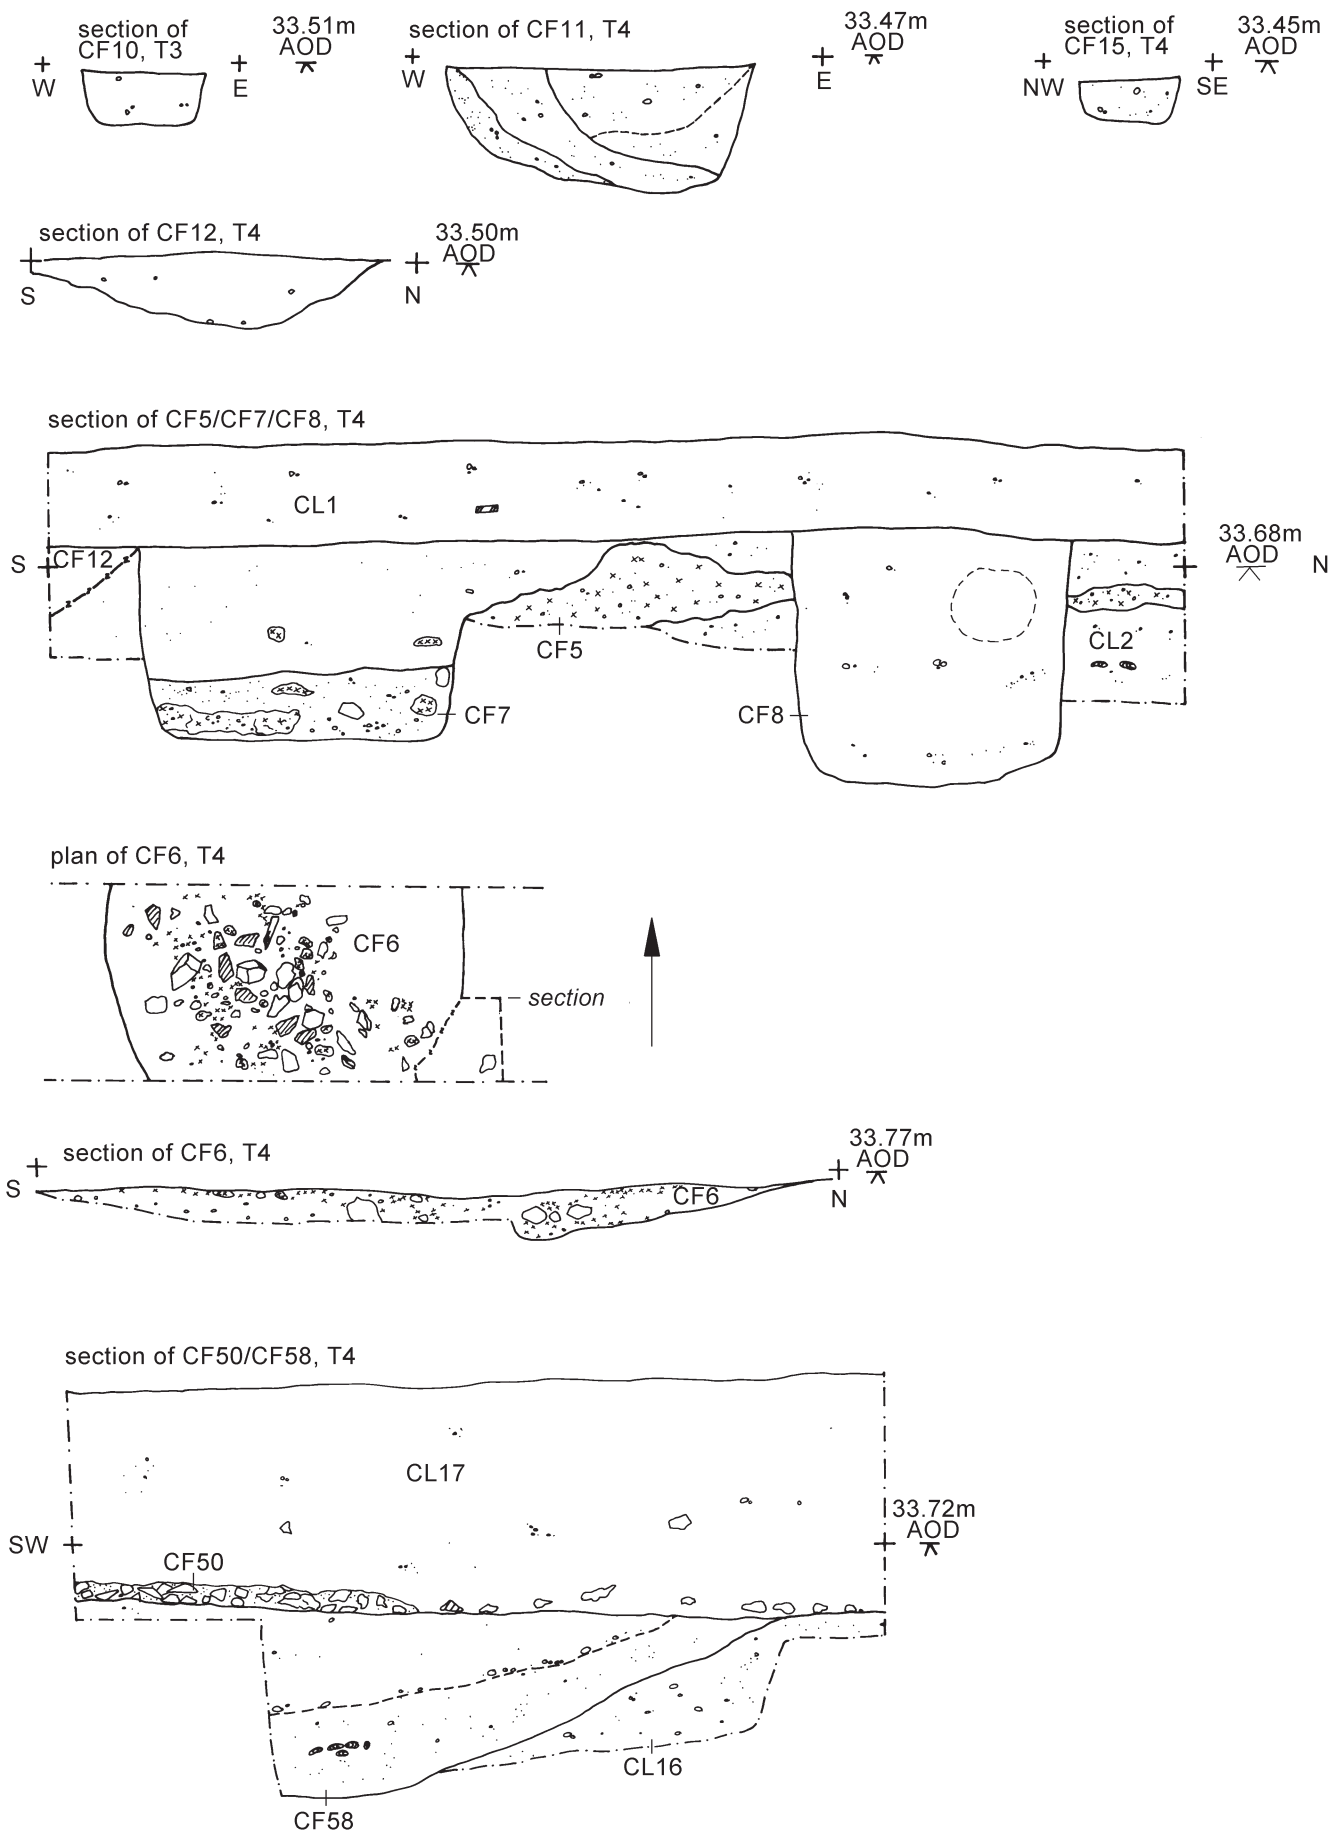 section of
CF10, T3
W
E
33.51m
AOD
section of CF11, T4
W
E
33.47m
AOD
section of
CF15, T4
NW
SE
33.45m
AOD
section of CF12, T4
S
N
33.50m
AOD
section of CF5/CF7/CF8, T4
CL1
S
CF12
33.68m
AOD
N
CF5
CL2
CF7
CF8
plan of CF6, T4
CF6
section
section of CF6, T4
S
33.77m
AOD
CF6
N
section of CF50/CF58, T4
CL17
33.72m
AOD
SW
CF50
CL16
CF58